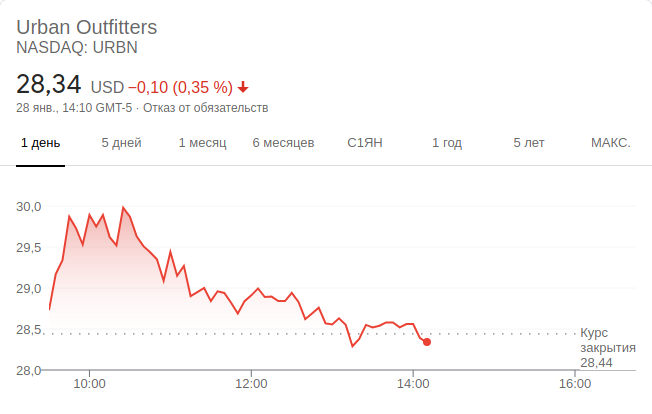 Urban Outfitters
NASDAQ: URBN
28,34 USD −0,10 (0,35 %)
28 янв., 14:10 GMT-5 · Отказ от обязательств
1 день 5 дней 1 месяц 6 месяцев С1ЯН 1 год 5 лет МАКС.
30,0
29,5
29,0
28,5
Курс
закрытия
28,44
28,0
10:00 12:00 14:00 16:00